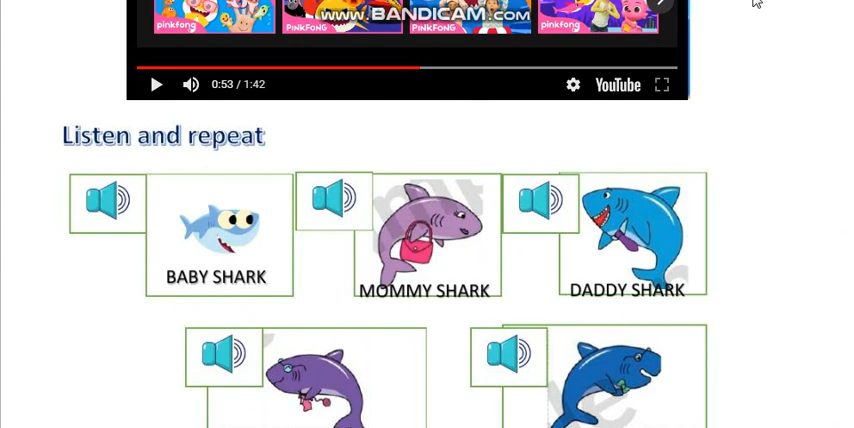 www.BANDICAM.com
pinkfong PINKFONG PINKFONG pinkfong
0:53 / 1:42 YouTube
Listen and repeat
BABY SHARK
MOMMY SHARK
DADDY SHARK